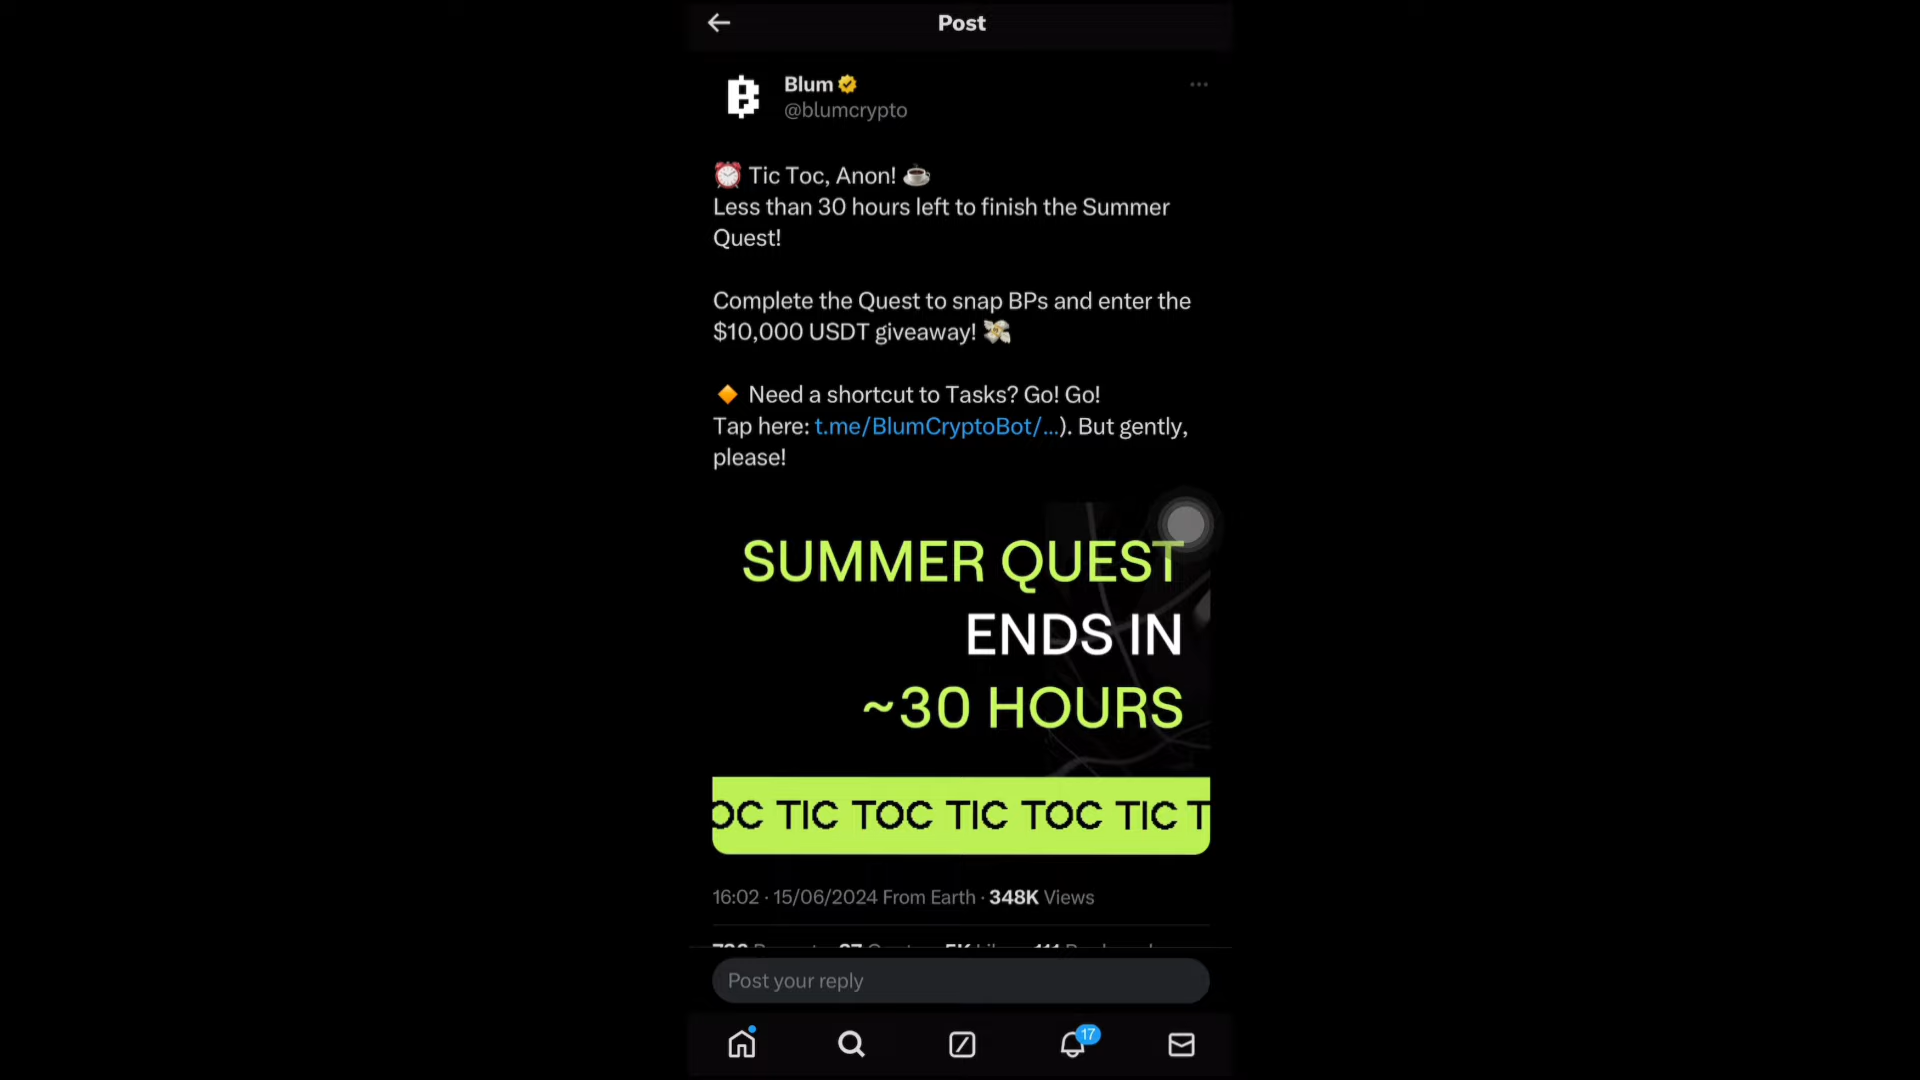 Post
Blum
@blumcrypto
⏰ Tic Toc, Anon! ☕
Less than 30 hours left to finish the Summer
Quest!
Complete the Quest to snap BPs and enter the
$10,000 USDT giveaway! 💸
🔶 Need a shortcut to Tasks? Go! Go!
Tap here: t.me/BlumCryptoBot/...). But gently,
please!
SUMMER QUEST
ENDS IN
~30 HOURS
OC TIC TOC TIC TOC TIC T
16:02 · 15/06/2024 From Earth · 348K Views
Post your reply
17